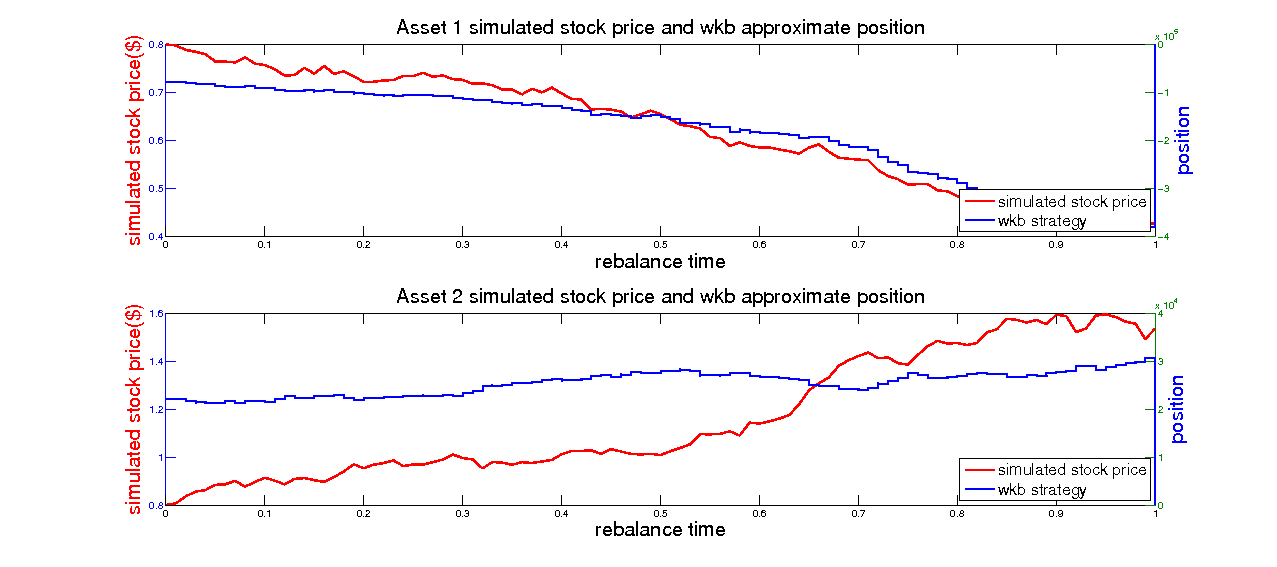 Asset 1 simulated stock price and wkb approximate position
x 10^5
simulated stock price($)
0.8
0.7
0.6
0.5
0.4
0
−1
−2
−3
−4
position
simulated stock price
wkb strategy
0 0.1 0.2 0.3 0.4 0.5 0.6 0.7 0.8 0.9 1
rebalance time
Asset 2 simulated stock price and wkb approximate position
x 10^4
simulated stock price($)
1.6
1.4
1.2
1
0.8
4
3
2
1
0
position
simulated stock price
wkb strategy
0 0.1 0.2 0.3 0.4 0.5 0.6 0.7 0.8 0.9 1
rebalance time